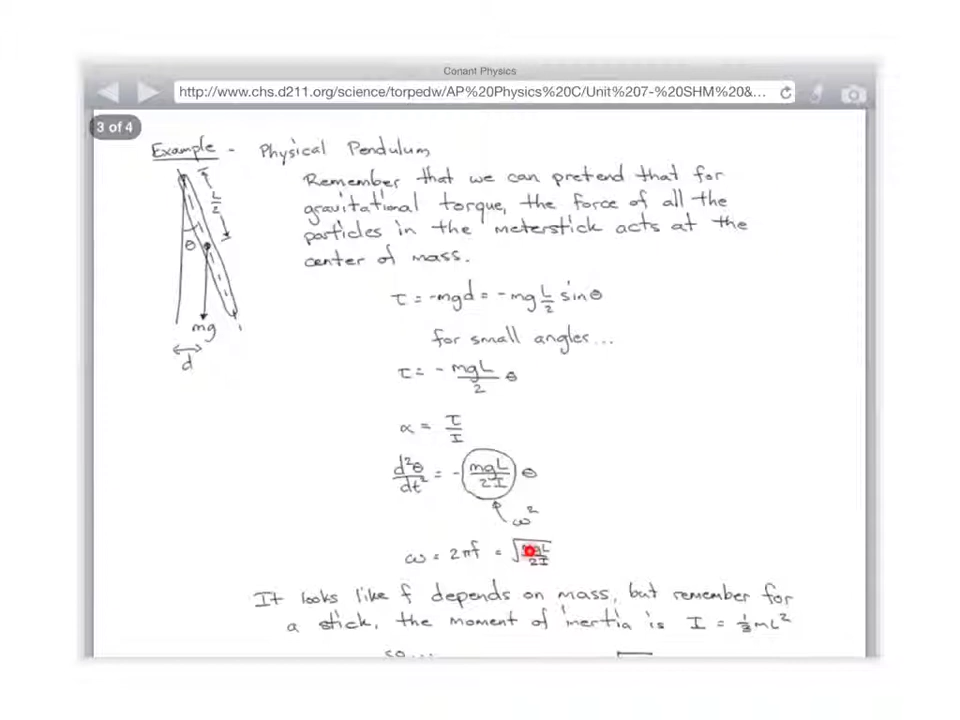 Conant Physics
http://www.chs.d211.org/science/torpedw/AP%20Physics%20C/Unit%207-%20SHM%20&...
3 of 4
Example - Physical Pendulum
Remember that we can pretend that for
gravitational torque, the force of all the
particles in the meterstick acts at the
center of mass.
L/2
θ
mg
d
τ = -mgd = -mg L/2 sinθ
for small angles...
τ = - mgL/2 θ
α = τ/I
d²θ/dt² = - mgL/2I θ
ω²
ω = 2πf = √mgL/2I
It looks like f depends on mass, but remember for
a stick, the moment of inertia is I = 1/3 mL²
so...